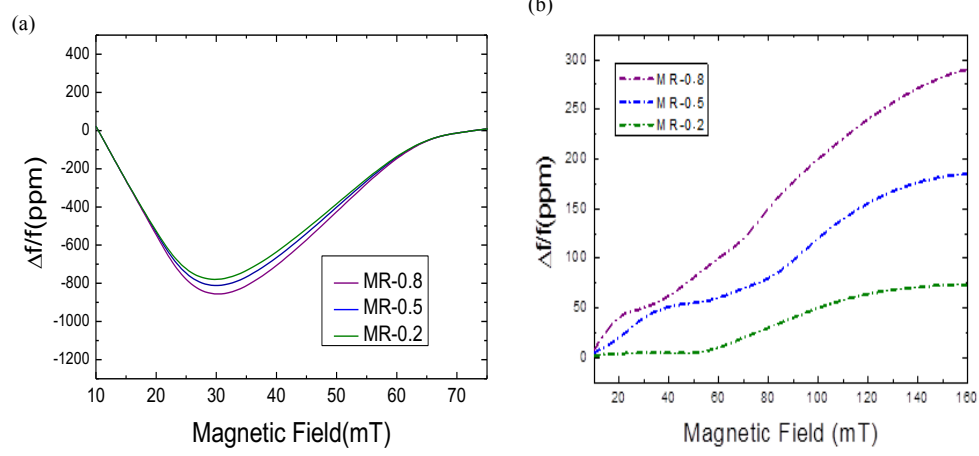 (a)
400
200
0
-200
-400
-600
-800
-1000
-1200
Δf/f(ppm)
MR-0.8
MR-0.5
MR-0.2
10 20 30 40 50 60 70
Magnetic Field(mT)
(b)
300
250
200
150
100
50
0
Δf/f(ppm)
MR-0.8
MR-0.5
MR-0.2
20 40 60 80 100 120 140 160
Magnetic Field (mT)